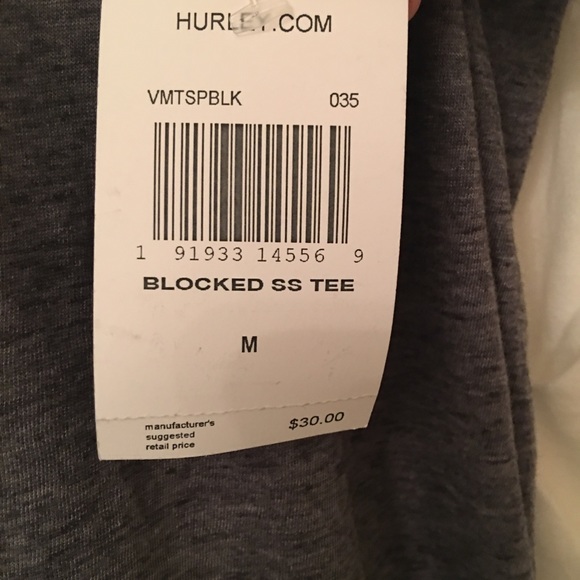 HURLEY.COM
VMTSPBLK 035
1 91933 14556 9
BLOCKED SS TEE
M
manufacturer's
suggested
retail price
$30.00